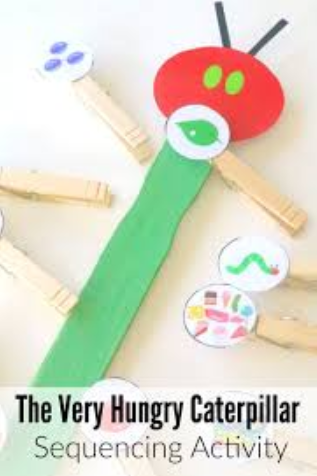 The Very Hungry Caterpillar
Sequencing Activity